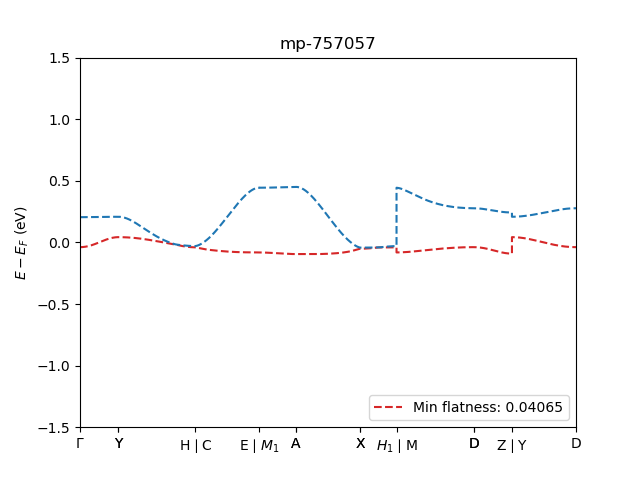 mp-757057
1.5
1.0
0.5
0.0
−0.5
−1.0
−1.5
E − E_F (eV)
Min flatness: 0.04065
Γ Y H | C E | M_1 A X H_1 | M D Z | Y D